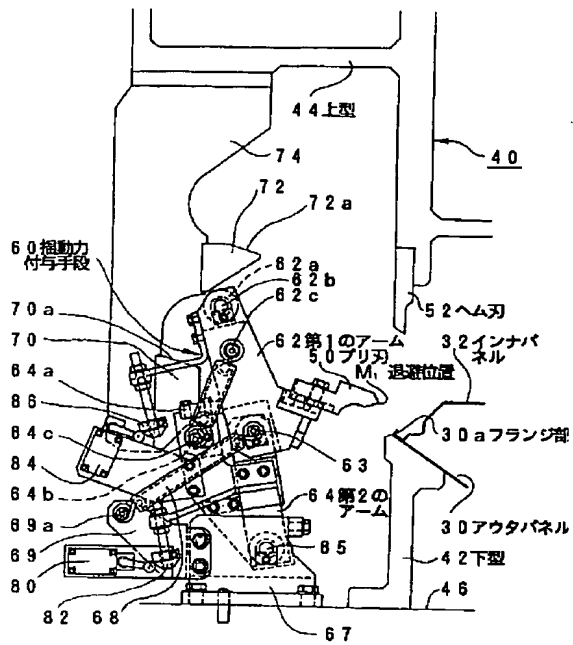 44上型
74
40
72
72a
60揺動力
付与手段
62a
62b
62c
52ヘム刃
70a
32インナパ
ネル
70
62第1のアーム
50プリ刃
M₁ 退避位置
64a
86
84c
63
30aフランジ部
84
64b
64第2の
アーム
69a
30アウタパネル
69
65
42下型
80
46
82
68
67